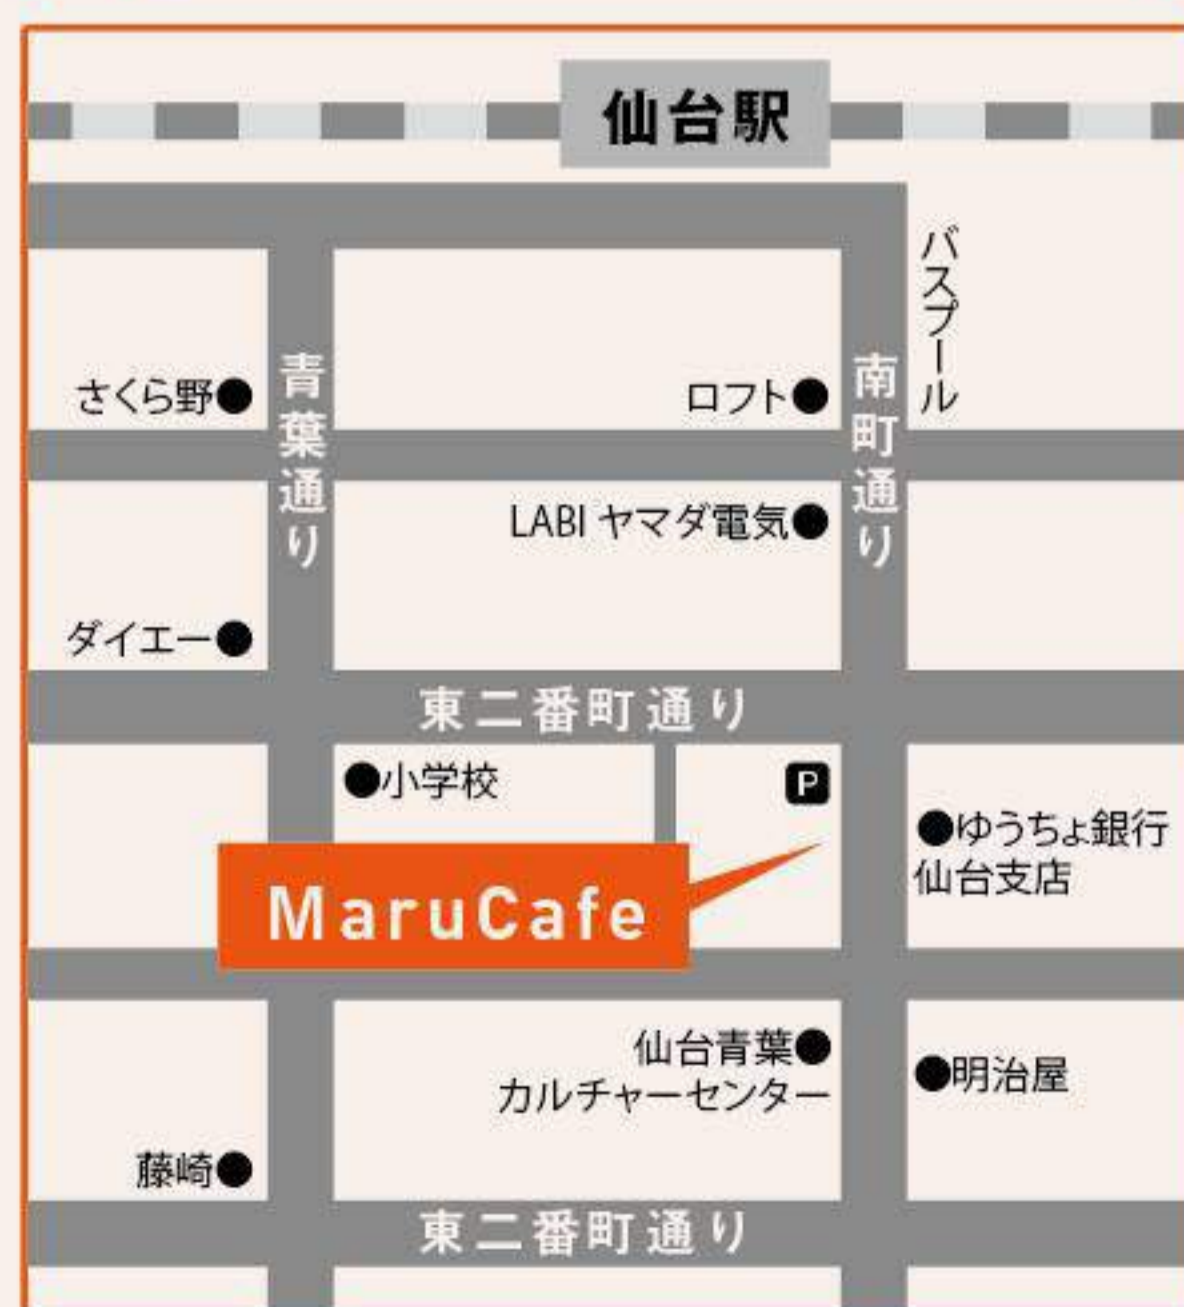 仙台駅
バスプール
さくら野
青葉通り
ロフト
南町通り
LABI ヤマダ電気
ダイエー
東二番町通り
小学校
P
ゆうちょ銀行
仙台支店
MaruCafe
仙台青葉
カルチャーセンター
明治屋
藤崎
東二番町通り